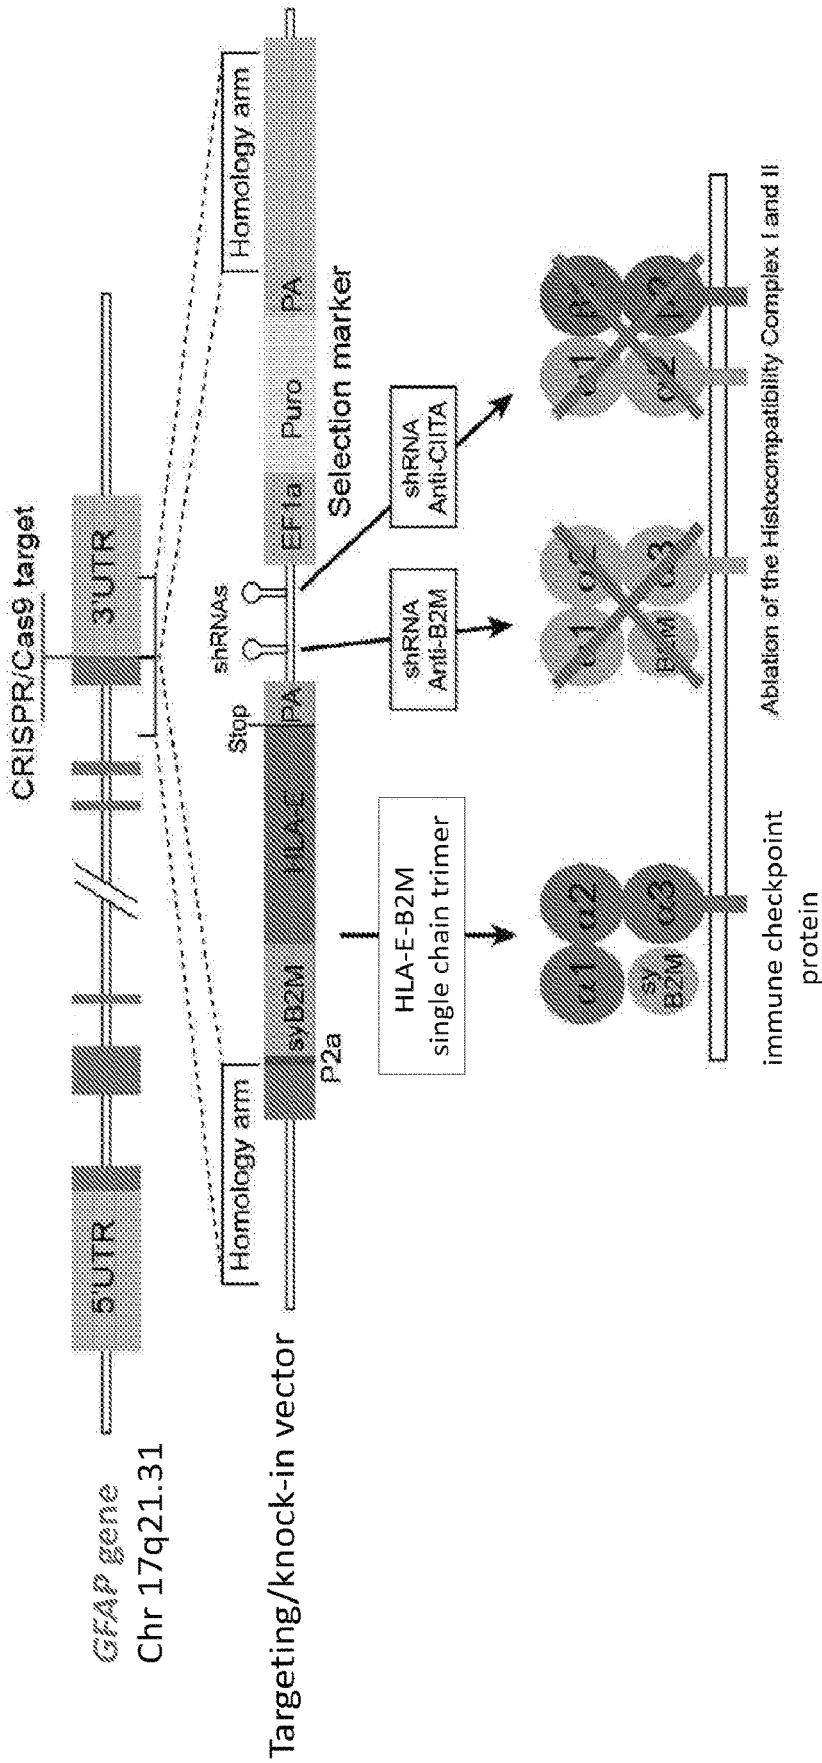 CRISPR/Cas9 target
GFAP gene
Chr 17q21.31
5'UTR
3'UTR
Targeting/knock-in vector
Homology arm
P2a
syB2M
HLA-E
Stop
PA
shRNAs
EF1a
Puro
PA
Selection marker
Homology arm
HLA-E-B2M
single chain trimer
shRNA
Anti-B2M
shRNA
Anti-CIITA
α1
α2
sy
B2M
α3
α1
α2
B2M
α3
α1
α2
immune checkpoint
protein
Ablation of the Histocompatibility Complex I and II